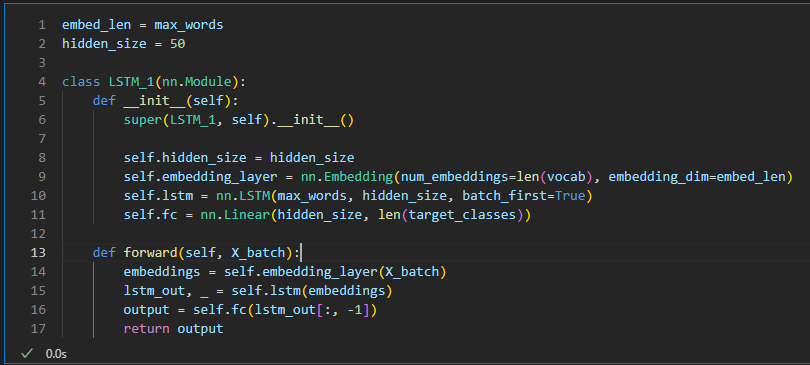 1 embed_len = max_words
2 hidden_size = 50
3
4 class LSTM_1(nn.Module):
5     def __init__(self):
6         super(LSTM_1, self).__init__()
7
8         self.hidden_size = hidden_size
9         self.embedding_layer = nn.Embedding(num_embeddings=len(vocab), embedding_dim=embed_len)
10         self.lstm = nn.LSTM(max_words, hidden_size, batch_first=True)
11         self.fc = nn.Linear(hidden_size, len(target_classes))
12
13     def forward(self, X_batch):
14         embeddings = self.embedding_layer(X_batch)
15         lstm_out, _ = self.lstm(embeddings)
16         output = self.fc(lstm_out[:, -1])
17         return output
✓ 0.0s